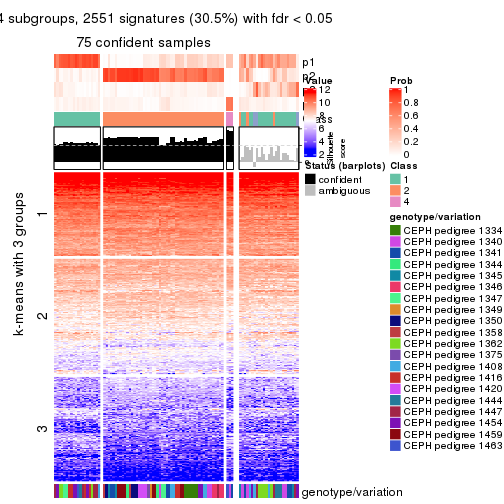 4 subgroups, 2551 signatures (30.5%) with fdr < 0.05
75 confident samples
p1
p2
Value
12
10
8
6
4
2
Prob
1
0.8
0.6
0.4
0.2
0
silhouette
score
Status (barplots)
confident
ambiguous
Class
1
2
4
genotype/variation
CEPH pedigree 1334
CEPH pedigree 1340
CEPH pedigree 1341
CEPH pedigree 1344
CEPH pedigree 1345
CEPH pedigree 1346
CEPH pedigree 1347
CEPH pedigree 1349
CEPH pedigree 1350
CEPH pedigree 1358
CEPH pedigree 1362
CEPH pedigree 1375
CEPH pedigree 1408
CEPH pedigree 1416
CEPH pedigree 1420
CEPH pedigree 1444
CEPH pedigree 1447
CEPH pedigree 1454
CEPH pedigree 1459
CEPH pedigree 1463
k-means with 3 groups
1
2
3
genotype/variation